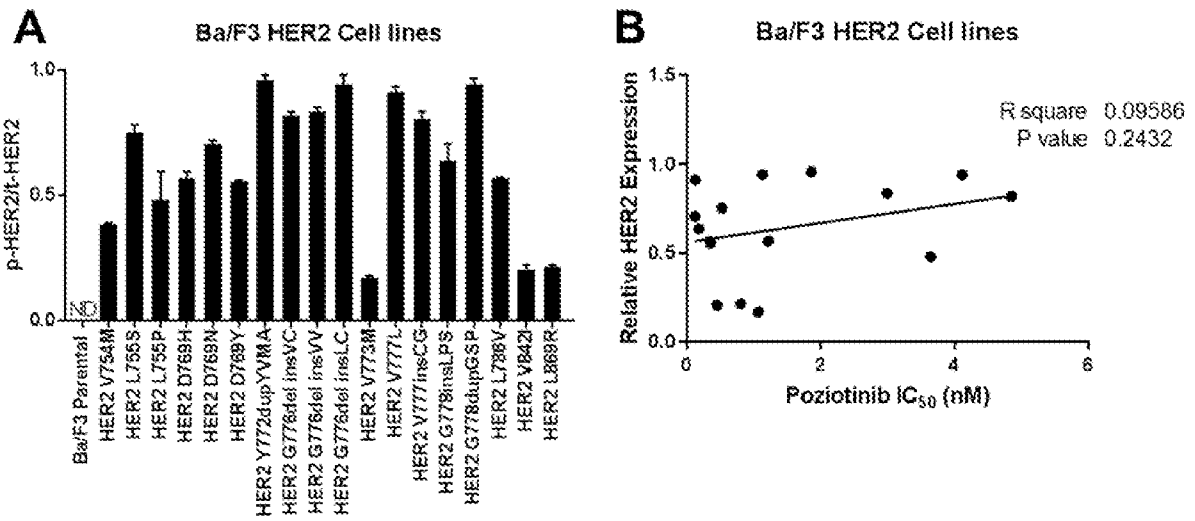 A
Ba/F3 HER2 Cell lines
p-HER2/t-HER2
1.0
0.5
0.0
ND
Ba/F3 Parental
HER2 V754M
HER2 L755S
HER2 L755P
HER2 D769H
HER2 D769N
HER2 D769Y
HER2 Y772dupYVMA
HER2 G776del insVC
HER2 G776del insVV
HER2 G776del insLC
HER2 V773M
HER2 V777L
HER2 V777insCG
HER2 G778insLPS
HER2 G778dupGSP
HER2 L786V
HER2 V842I
HER2 L869R
B
Ba/F3 HER2 Cell lines
Relative HER2 Expression
1.5
1.0
0.5
0.0
R square 0.09586
P value 0.2432
0 2 4 6
Poziotinib IC50 (nM)